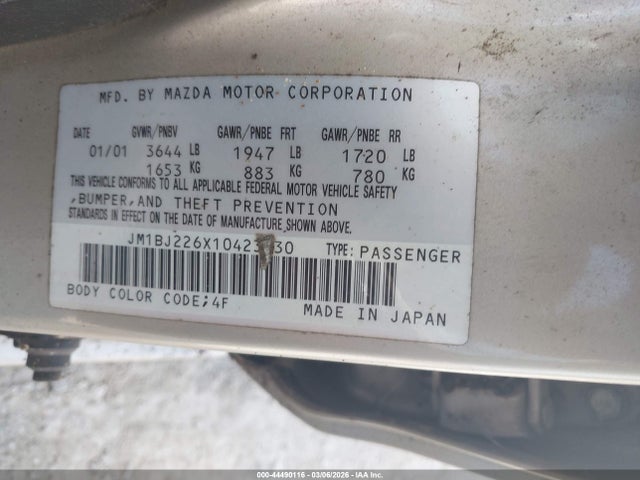 MFD. BY MAZDA MOTOR CORPORATION
DATE GVWR/PNBV GAWR/PNBE FRT GAWR/PNBE RR
01/01 3644 LB 1947 LB 1720 LB
1653 KG 883 KG 780 KG
THIS VEHICLE CONFORMS TO ALL APPLICABLE FEDERAL MOTOR VEHICLE SAFETY
,BUMPER,AND THEFT PREVENTION
STANDARDS IN EFFECT ON THE DATE OF MANUFACTURE SHOWN ABOVE.
TYPE: PASSENGER
BODY COLOR CODE;4F MADE IN JAPAN
000-44490116 | 03/06/2026 | IAAHC